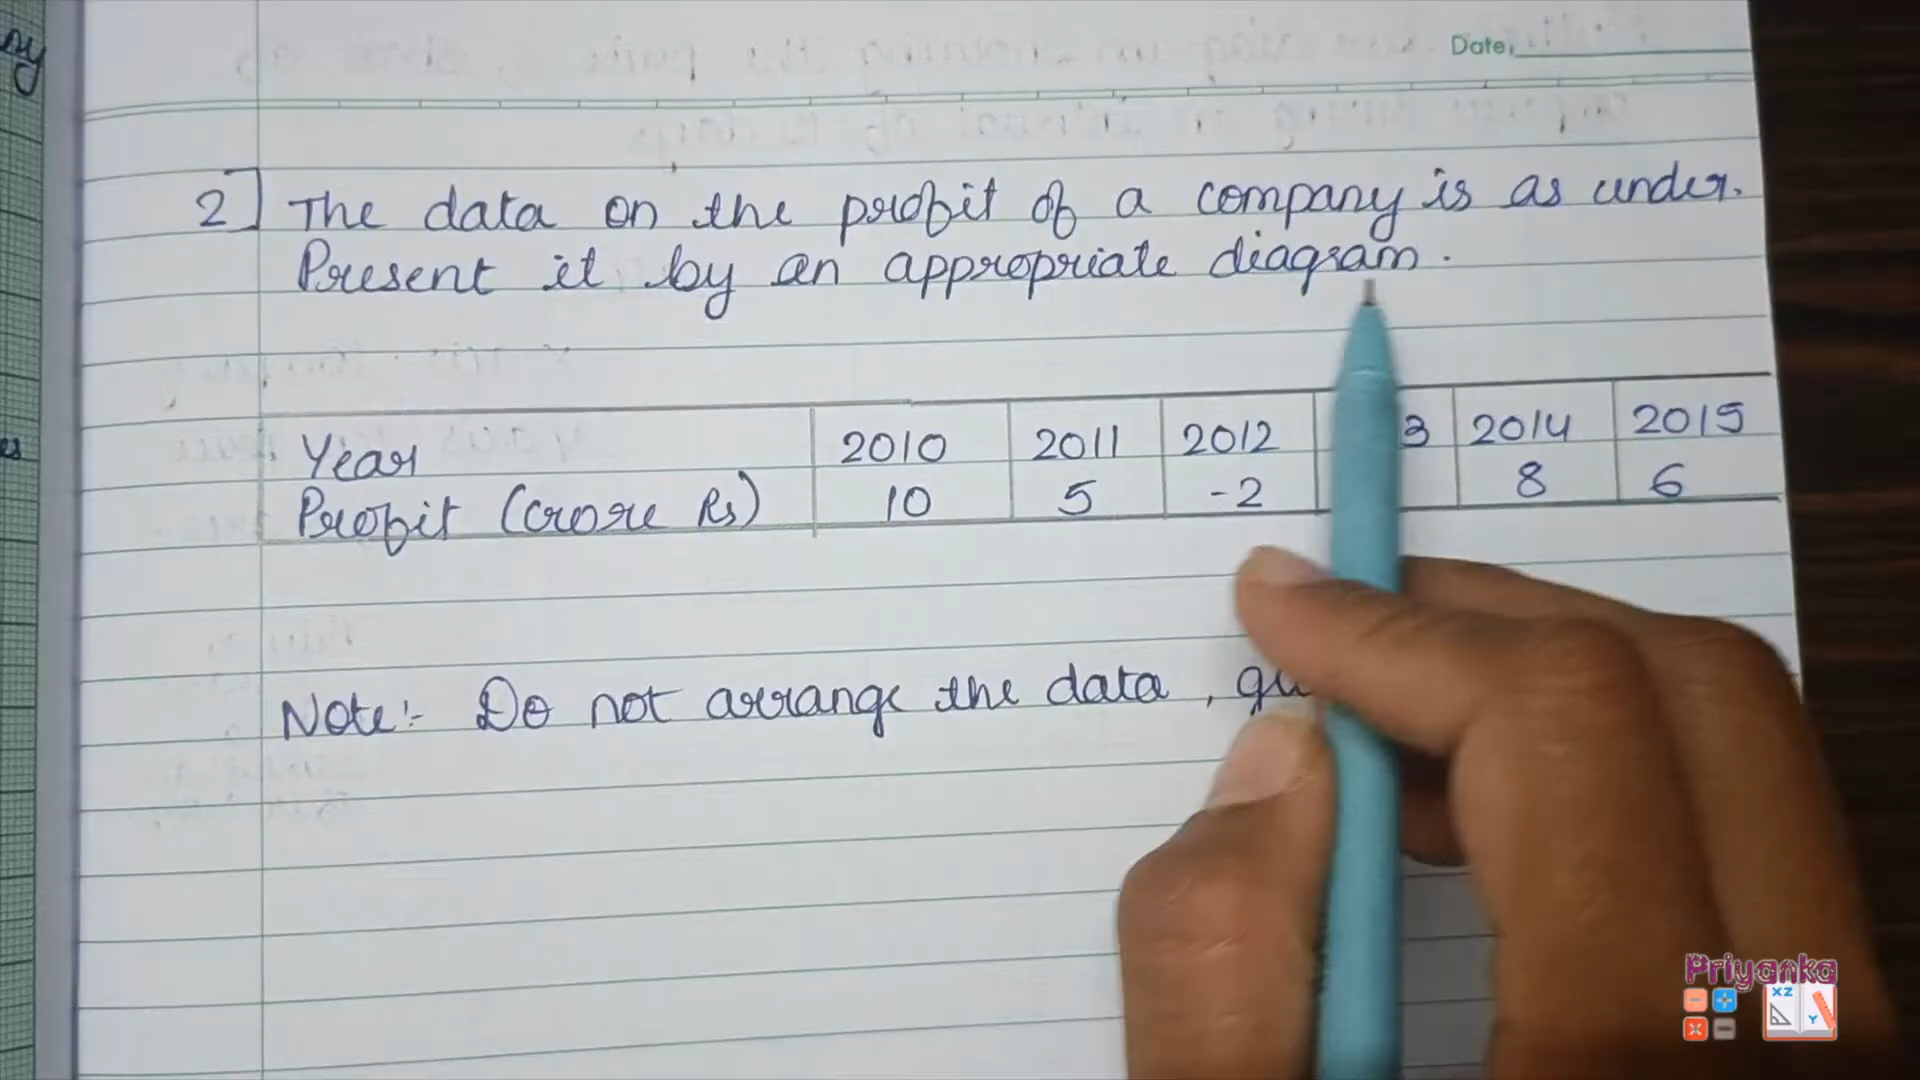 Date.
2] The data on the profit of a company is as under.
Present it by an appropriate diagram.
Year 2010 2011 2012 3 2014 2015
Profit (crore Rs) 10 5 -2 8 6
Note:- Do not arrange the data,
Priyanka
XZ
Y